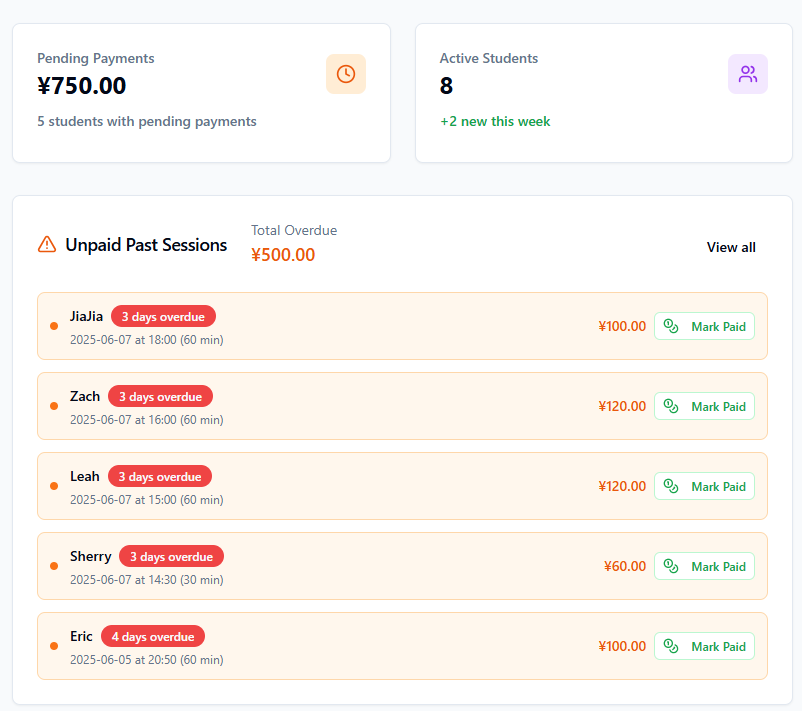 Pending Payments
¥750.00
5 students with pending payments
Active Students
8
+2 new this week
Unpaid Past Sessions
Total Overdue
¥500.00
View all
JiaJia 3 days overdue
2025-06-07 at 18:00 (60 min)
¥100.00 Mark Paid
Zach 3 days overdue
2025-06-07 at 16:00 (60 min)
¥120.00 Mark Paid
Leah 3 days overdue
2025-06-07 at 15:00 (60 min)
¥120.00 Mark Paid
Sherry 3 days overdue
2025-06-07 at 14:30 (30 min)
¥60.00 Mark Paid
Eric 4 days overdue
2025-06-05 at 20:50 (60 min)
¥100.00 Mark Paid